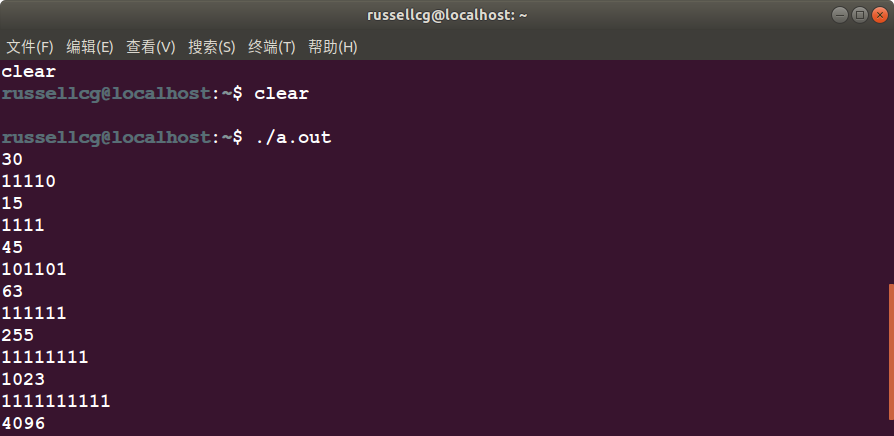 russellcg@localhost: ~
文件(F) 编辑(E) 查看(V) 搜索(S) 终端(T) 帮助(H)
clear
russellcg@localhost:~$ clear
russellcg@localhost:~$ ./a.out
30
11110
15
1111
45
101101
63
111111
255
11111111
1023
1111111111
4096